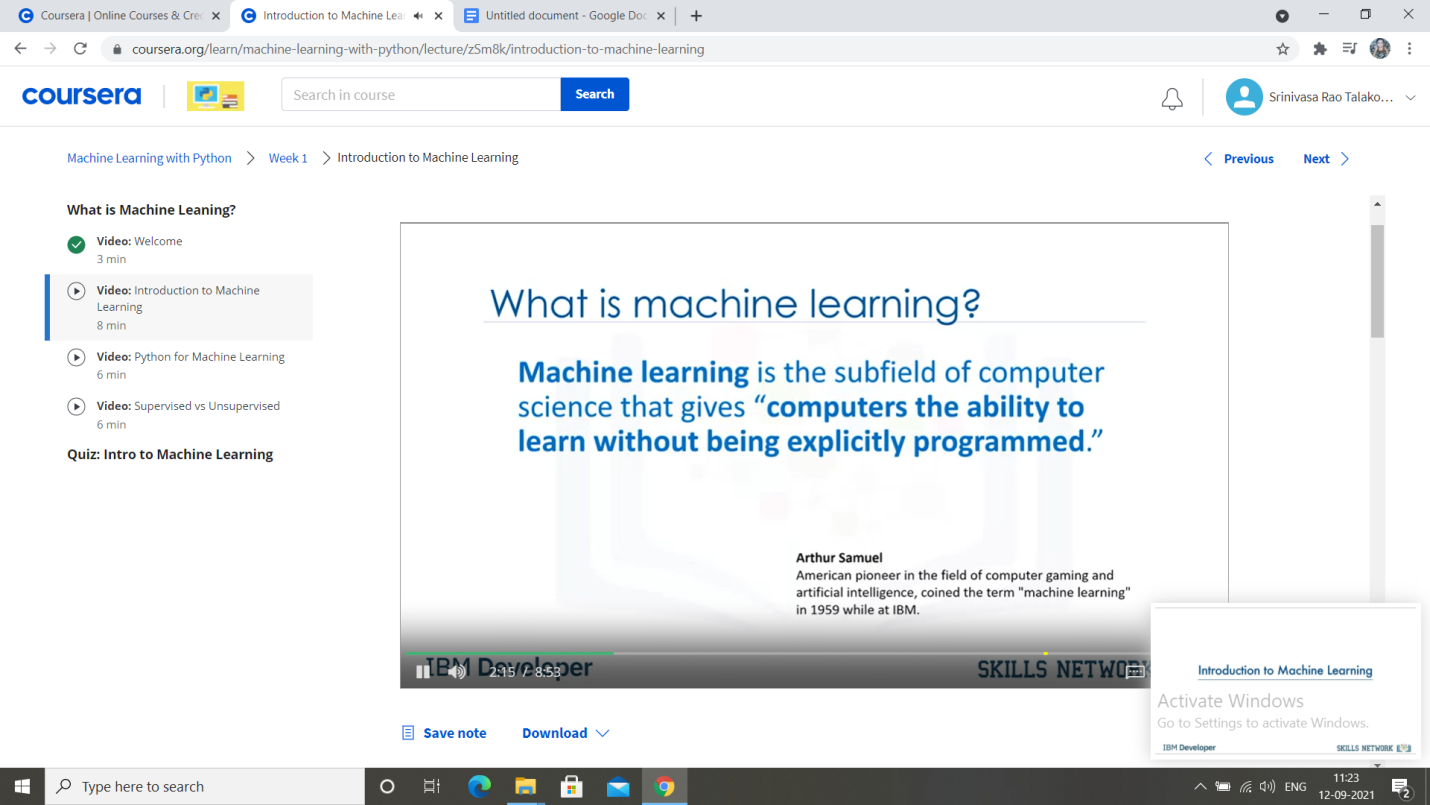 Coursera | Online Courses & Cred
Introduction to Machine Lear
Untitled document - Google Doc
coursera.org/learn/machine-learning-with-python/lecture/zSm8k/introduction-to-machine-learning
coursera
Search in course
Search
Srinivasa Rao Talako...
Machine Learning with Python
Week 1
Introduction to Machine Learning
Previous
Next
What is Machine Leaning?
Video: Welcome
3 min
Video: Introduction to Machine
Learning
8 min
Video: Python for Machine Learning
6 min
Video: Supervised vs Unsupervised
6 min
Quiz: Intro to Machine Learning
What is machine learning?
Machine learning is the subfield of computer
science that gives “computers the ability to
learn without being explicitly programmed.”
Arthur Samuel
American pioneer in the field of computer gaming and
artificial intelligence, coined the term "machine learning"
in 1959 while at IBM.
IBM Developer
SKILLS NETWORK
2:15 / 8:53
Save note
Download
Introduction to Machine Learning
Activate Windows
Go to Settings to activate Windows.
IBM Developer
SKILLS NETWORK
Type here to search
ENG
11:23
12-09-2021
2